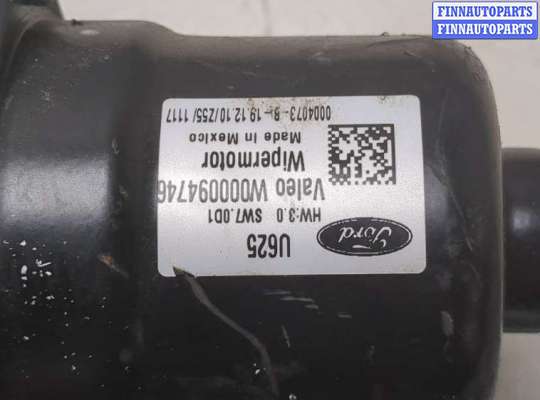 FINNAUTOPARTS
FINNAUTOPARTS
Ford
U625
HW:3.0 SW7.0D1
Valeo W000094746
Wipermotor
Made in Mexico
0004073-B-19.12.10/Z55/1117